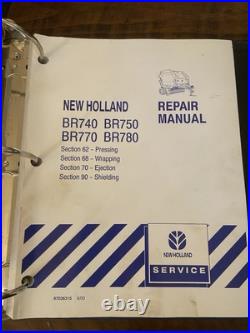 NEW HOLLAND
BR740 BR750
BR770 BR780
Section 62 - Pressing
Section 68 - Wrapping
Section 70 - Ejection
Section 90 - Shielding
REPAIR
MANUAL
NEW HOLLAND
SERVICE